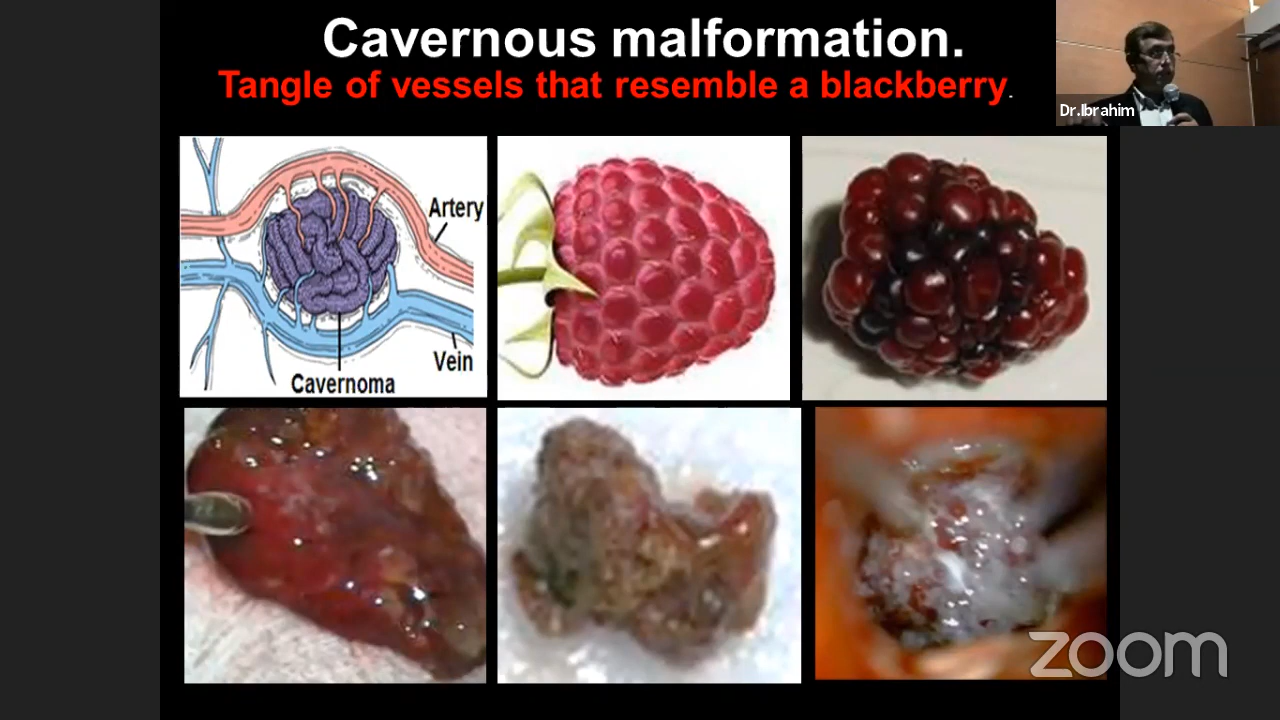 Cavernous malformation.
Tangle of vessels that resemble a blackberry.
Dr.Ibrahim
Artery
Vein
Cavernoma
zoom